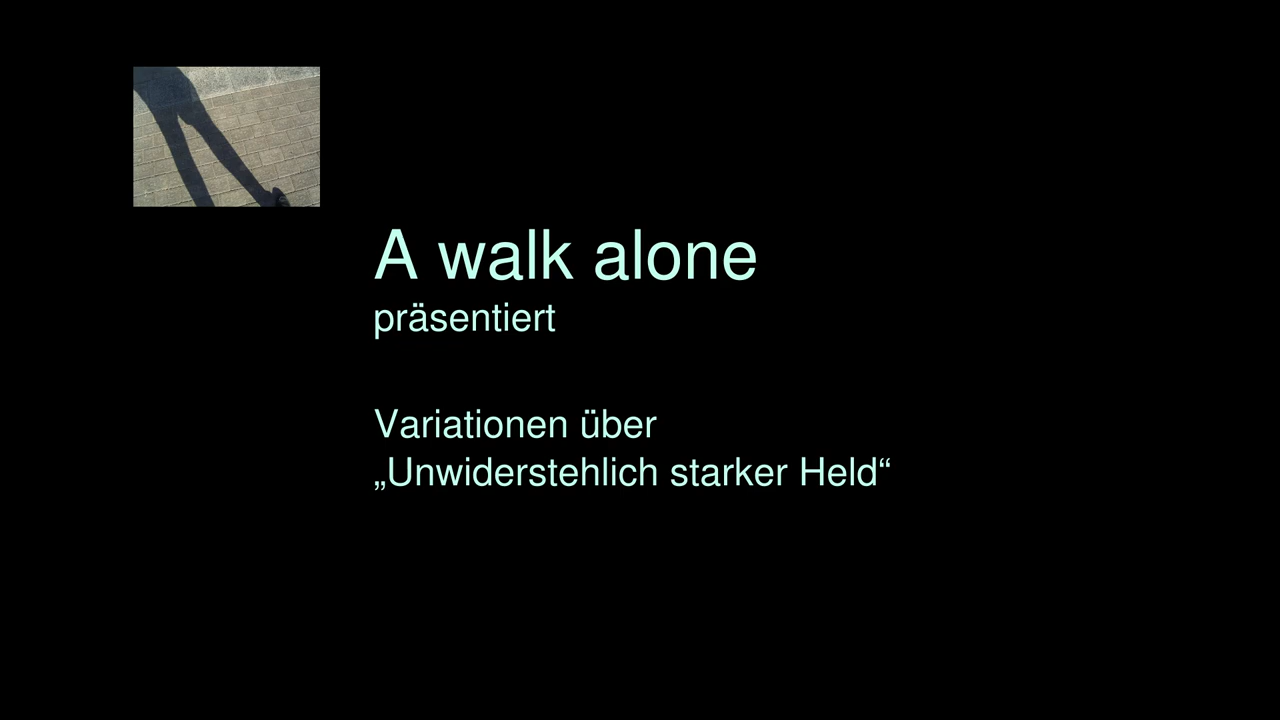 A walk alone
präsentiert
Variationen über
„Unwiderstehlich starker Held“